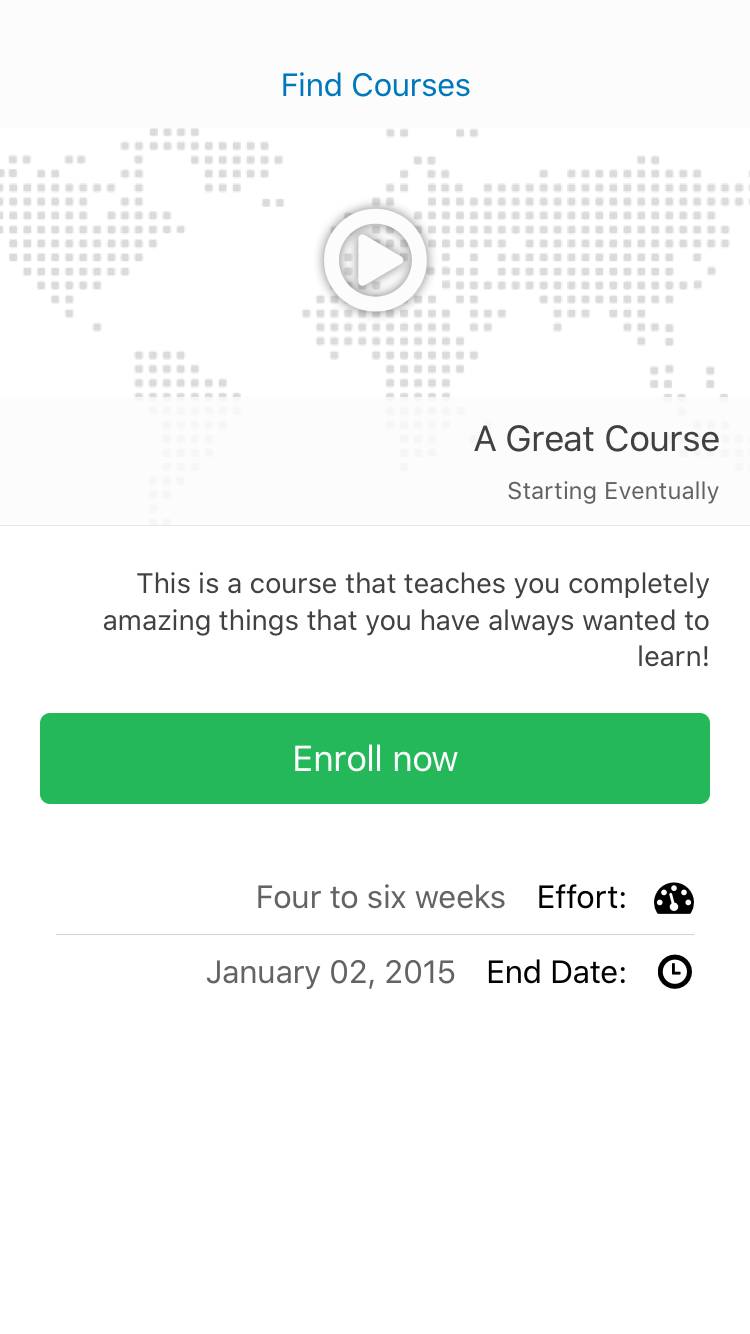 Find Courses
A Great Course
Starting Eventually
This is a course that teaches you completely
amazing things that you have always wanted to
learn!
Enroll now
Four to six weeks Effort:
January 02, 2015 End Date: